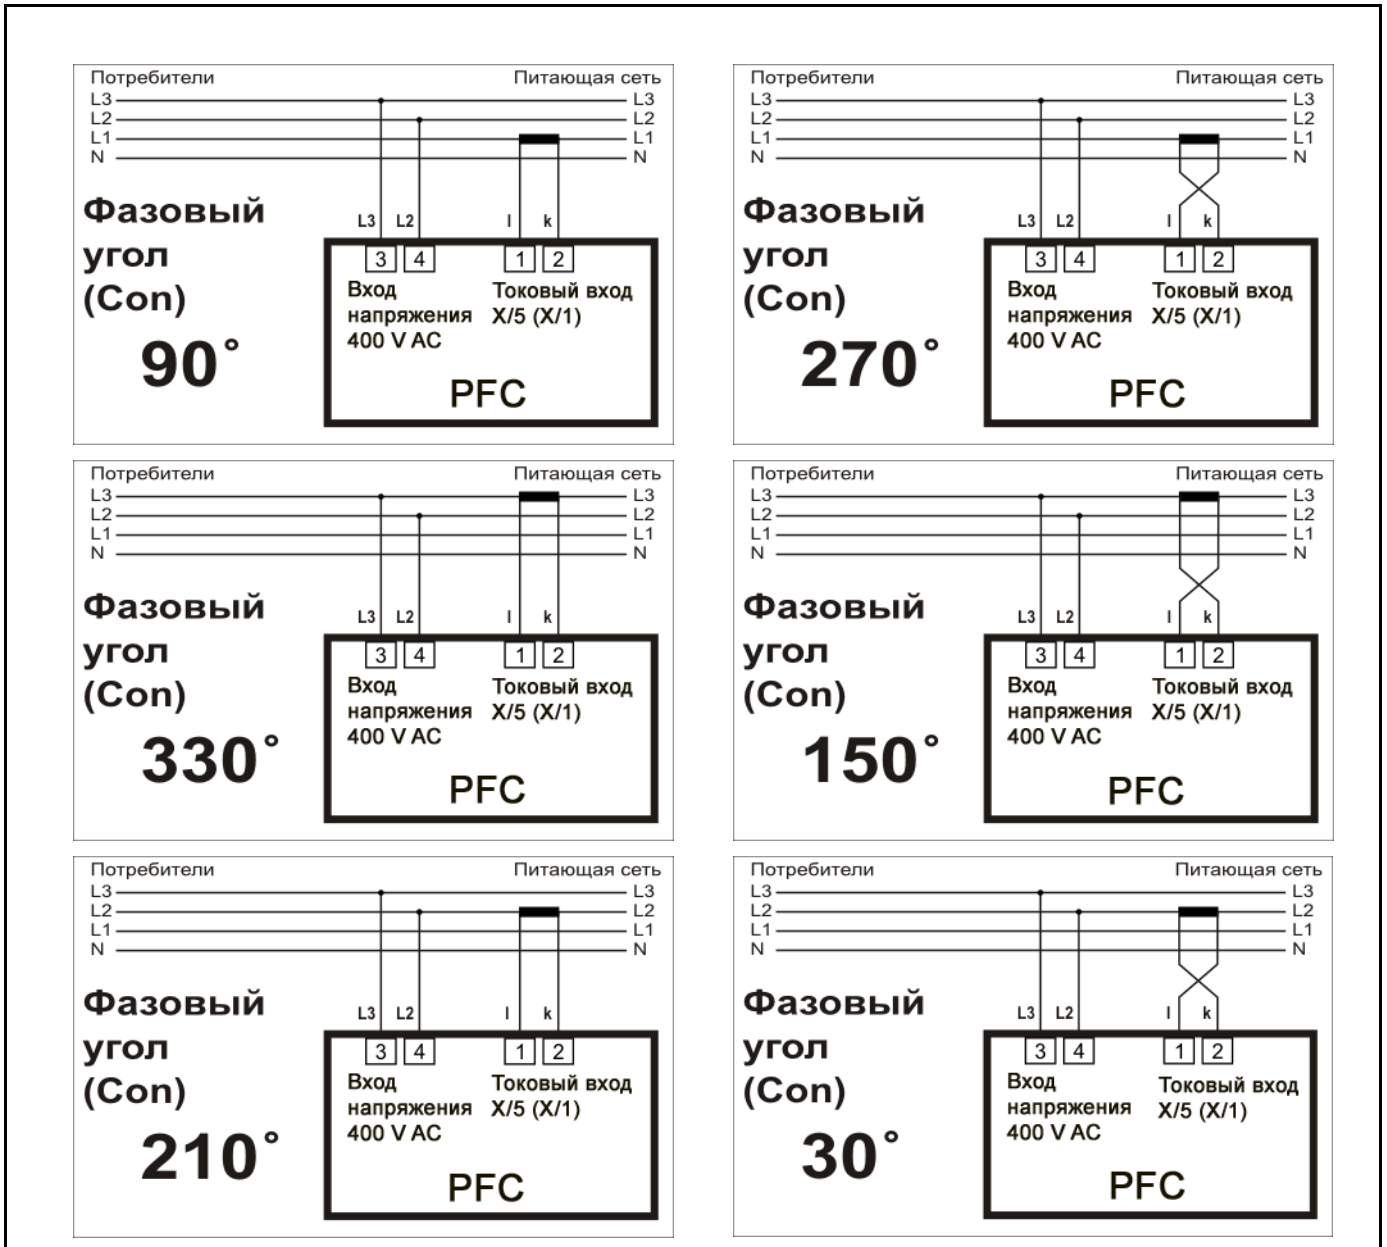 Потребители Питающая сеть
L3 L3
L2 L2
L1 L1
N N
L3 L2 l k
Фазовый
угол
(Con)
90°
3 4 1 2
Вход
напряжения
400 V AC
Токовый вход
X/5 (X/1)
PFC
Потребители Питающая сеть
L3 L3
L2 L2
L1 L1
N N
L3 L2 l k
Фазовый
угол
(Con)
270°
3 4 1 2
Вход
напряжения
400 V AC
Токовый вход
X/5 (X/1)
PFC
Потребители Питающая сеть
L3 L3
L2 L2
L1 L1
N N
L3 L2 l k
Фазовый
угол
(Con)
330°
3 4 1 2
Вход
напряжения
400 V AC
Токовый вход
X/5 (X/1)
PFC
Потребители Питающая сеть
L3 L3
L2 L2
L1 L1
N N
L3 L2 l k
Фазовый
угол
(Con)
150°
3 4 1 2
Вход
напряжения
400 V AC
Токовый вход
X/5 (X/1)
PFC
Потребители Питающая сеть
L3 L3
L2 L2
L1 L1
N N
L3 L2 l k
Фазовый
угол
(Con)
210°
3 4 1 2
Вход
напряжения
400 V AC
Токовый вход
X/5 (X/1)
PFC
Потребители Питающая сеть
L3 L3
L2 L2
L1 L1
N N
L3 L2 l k
Фазовый
угол
(Con)
30°
3 4 1 2
Вход
напряжения
400 V AC
Токовый вход
X/5 (X/1)
PFC